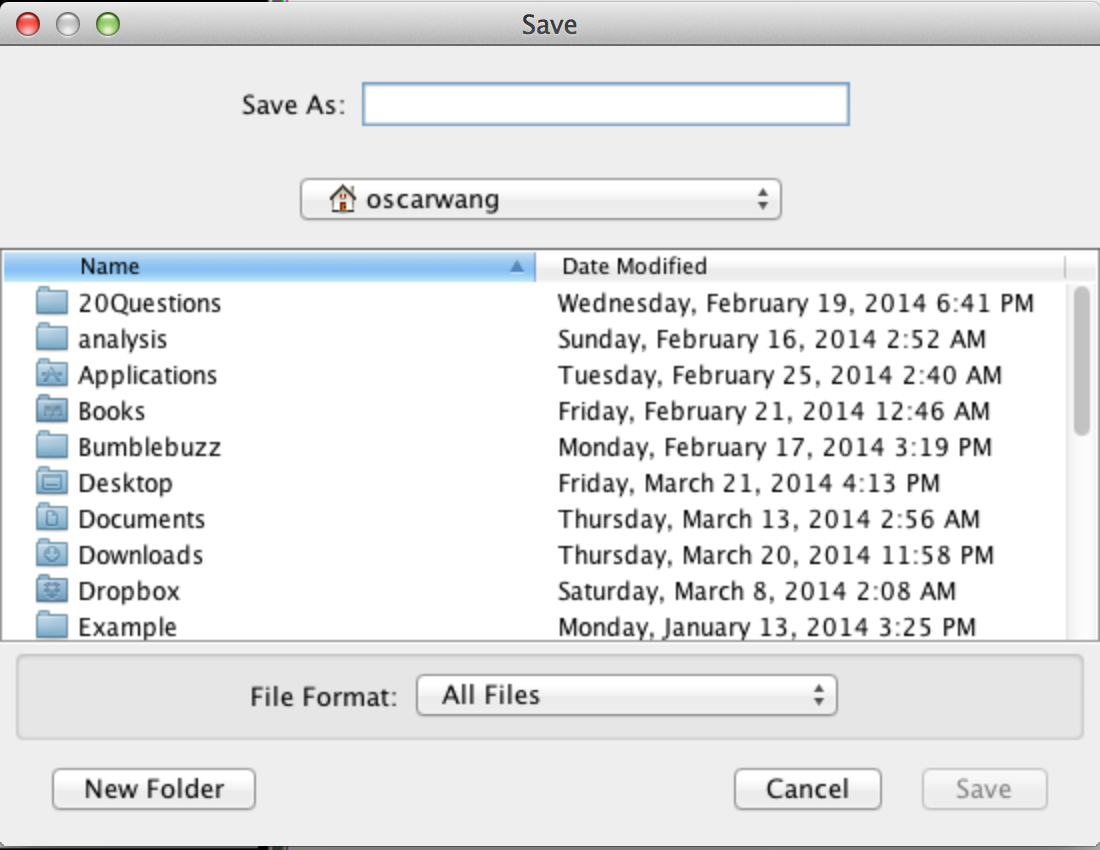 Save
Save As:
oscarwang
Name Date Modified
20Questions Wednesday, February 19, 2014 6:41 PM
analysis Sunday, February 16, 2014 2:52 AM
Applications Tuesday, February 25, 2014 2:40 AM
Books Friday, February 21, 2014 12:46 AM
Bumblebuzz Monday, February 17, 2014 3:19 PM
Desktop Friday, March 21, 2014 4:13 PM
Documents Thursday, March 13, 2014 2:56 AM
Downloads Thursday, March 20, 2014 11:58 PM
Dropbox Saturday, March 8, 2014 2:08 AM
Example Monday, January 13, 2014 3:25 PM
File Format: All Files
New Folder Cancel Save